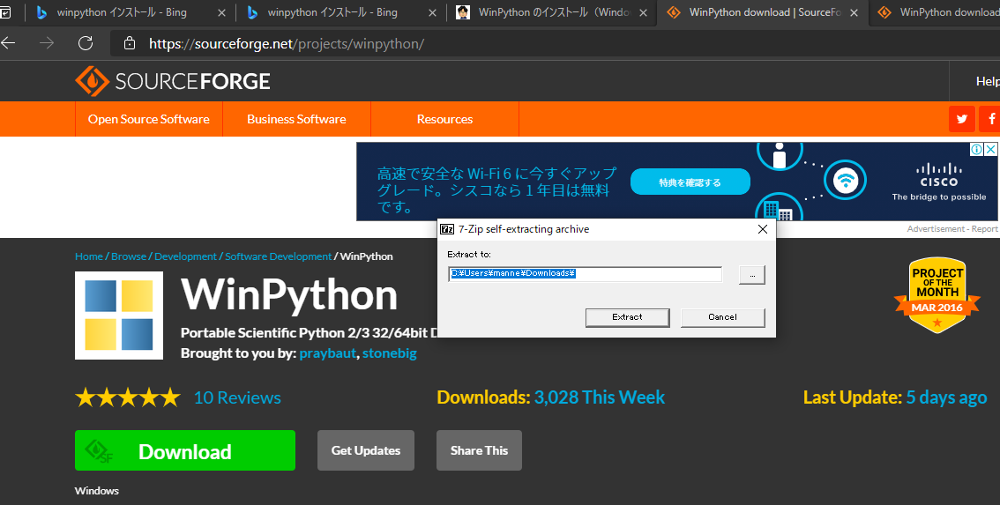 winpython インストール - Bing
winpython インストール - Bing
WinPython のインストール（Windo
WinPython download | SourceFo
WinPython download
https://sourceforge.net/projects/winpython/
SOURCEFORGE
Help
Open Source Software
Business Software
Resources
高速で安全な Wi-Fi 6 に今すぐアップ
グレード。シスコなら 1 年目は無料
です。
特典を確認する
CISCO
The bridge to possible
Advertisement - Report
7-Zip self-extracting archive
Extract to:
C:¥Users¥manne¥Downloads¥
...
Extract
Cancel
Home / Browse / Development / Software Development / WinPython
WinPython
Portable Scientific Python 2/3 32/64bit D
Brought to you by: praybaut, stonebig
PROJECT
OF THE
MONTH
MAR 2016
10 Reviews
Downloads: 3,028 This Week
Last Update: 5 days ago
SF
Download
Get Updates
Share This
Windows